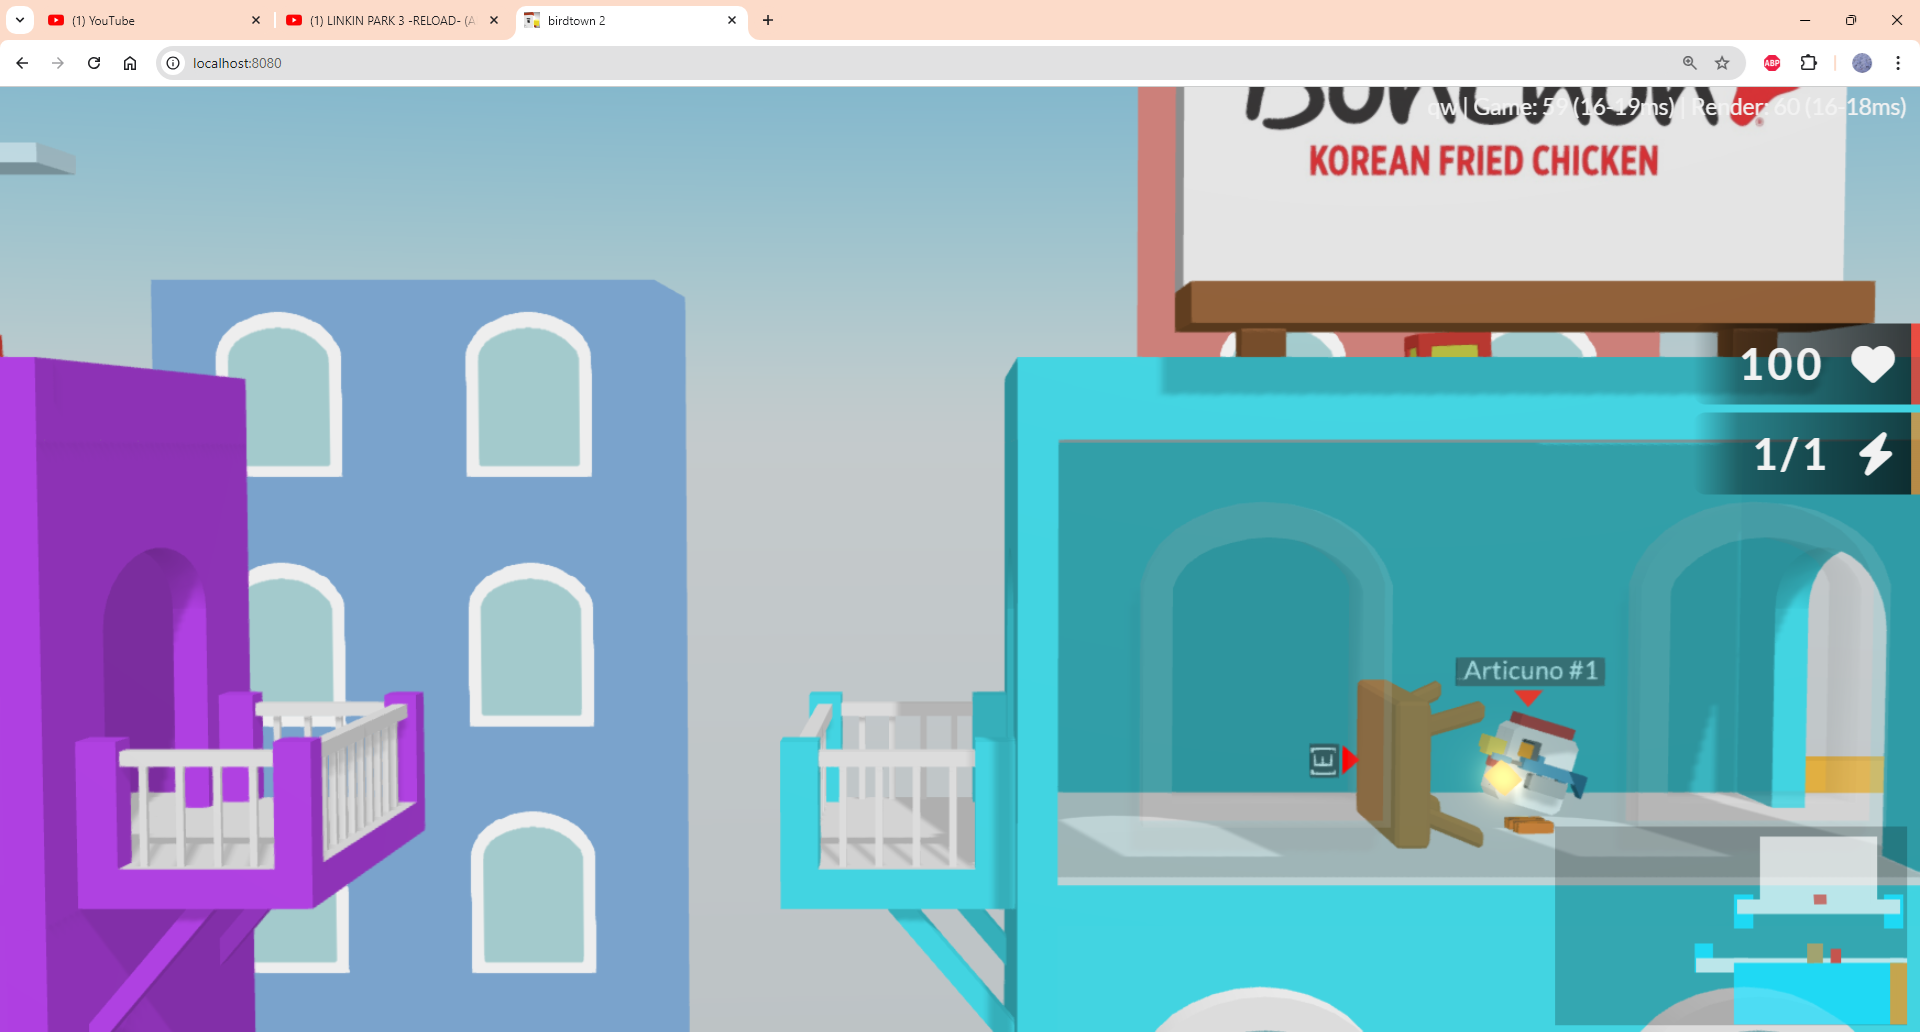 (1) YouTube
(1) LINKIN PARK 3 -RELOAD- (A
birdtown 2
localhost:8080
ABP
qw | Game: 59 (16-19ms) | Render: 60 (16-18ms)
KOREAN FRIED CHICKEN
100
1/1
Articuno #1
E